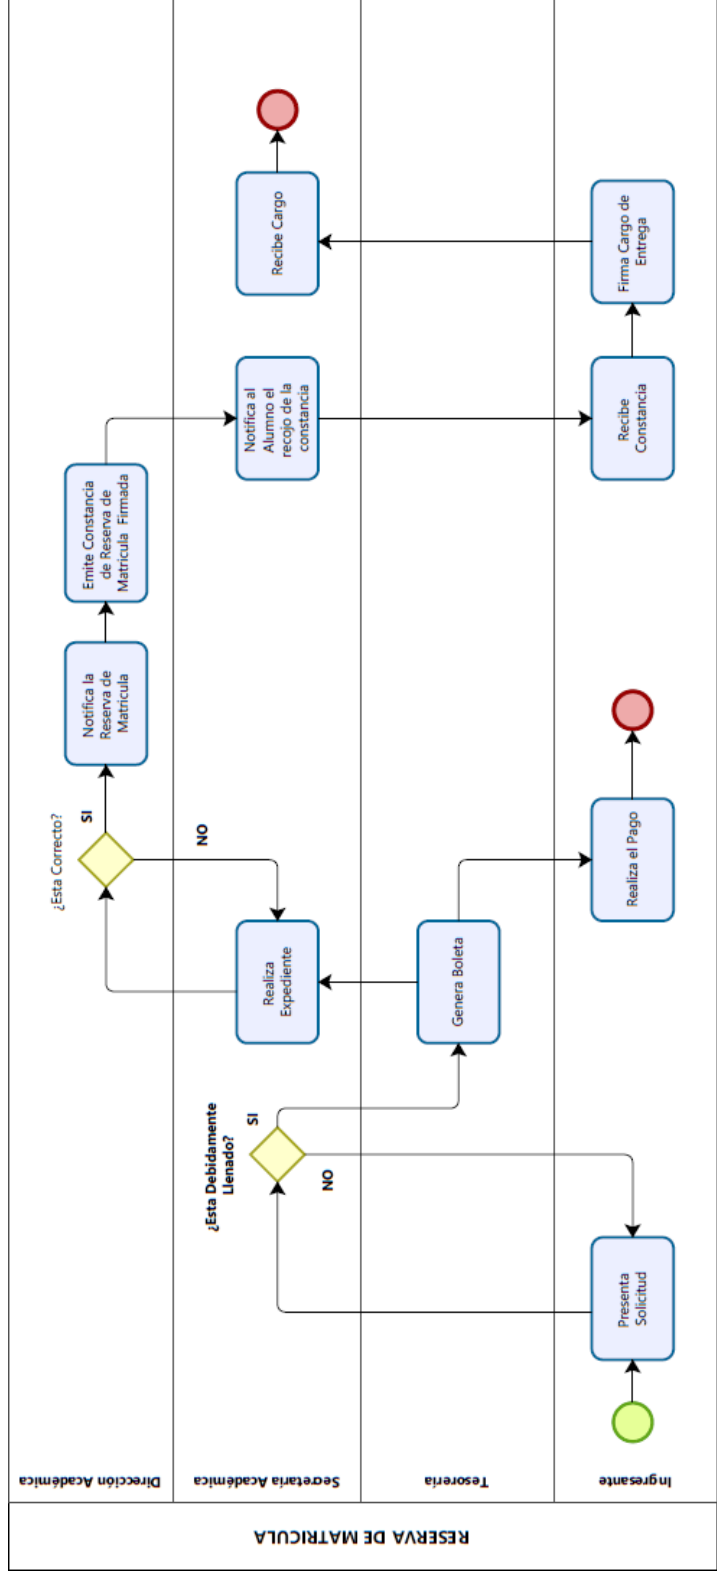 RESERVA DE MATRICULA
Dirección Académica
¿Esta Correcto?
SI
NO
Notifica la
Reserva de
Matricula
Emite Constancia
de Reserva de
Matricula Firmada
Secretaría Académica
¿Esta Debidamente
Llenado?
SI
NO
Realiza
Expediente
Notifica al
Alumno el
recojo de la
constancia
Recibe Cargo
Tesorería
Genera Boleta
Ingresante
Presenta
Solicitud
Realiza el Pago
Recibe
Constancia
Firma Cargo de
Entrega